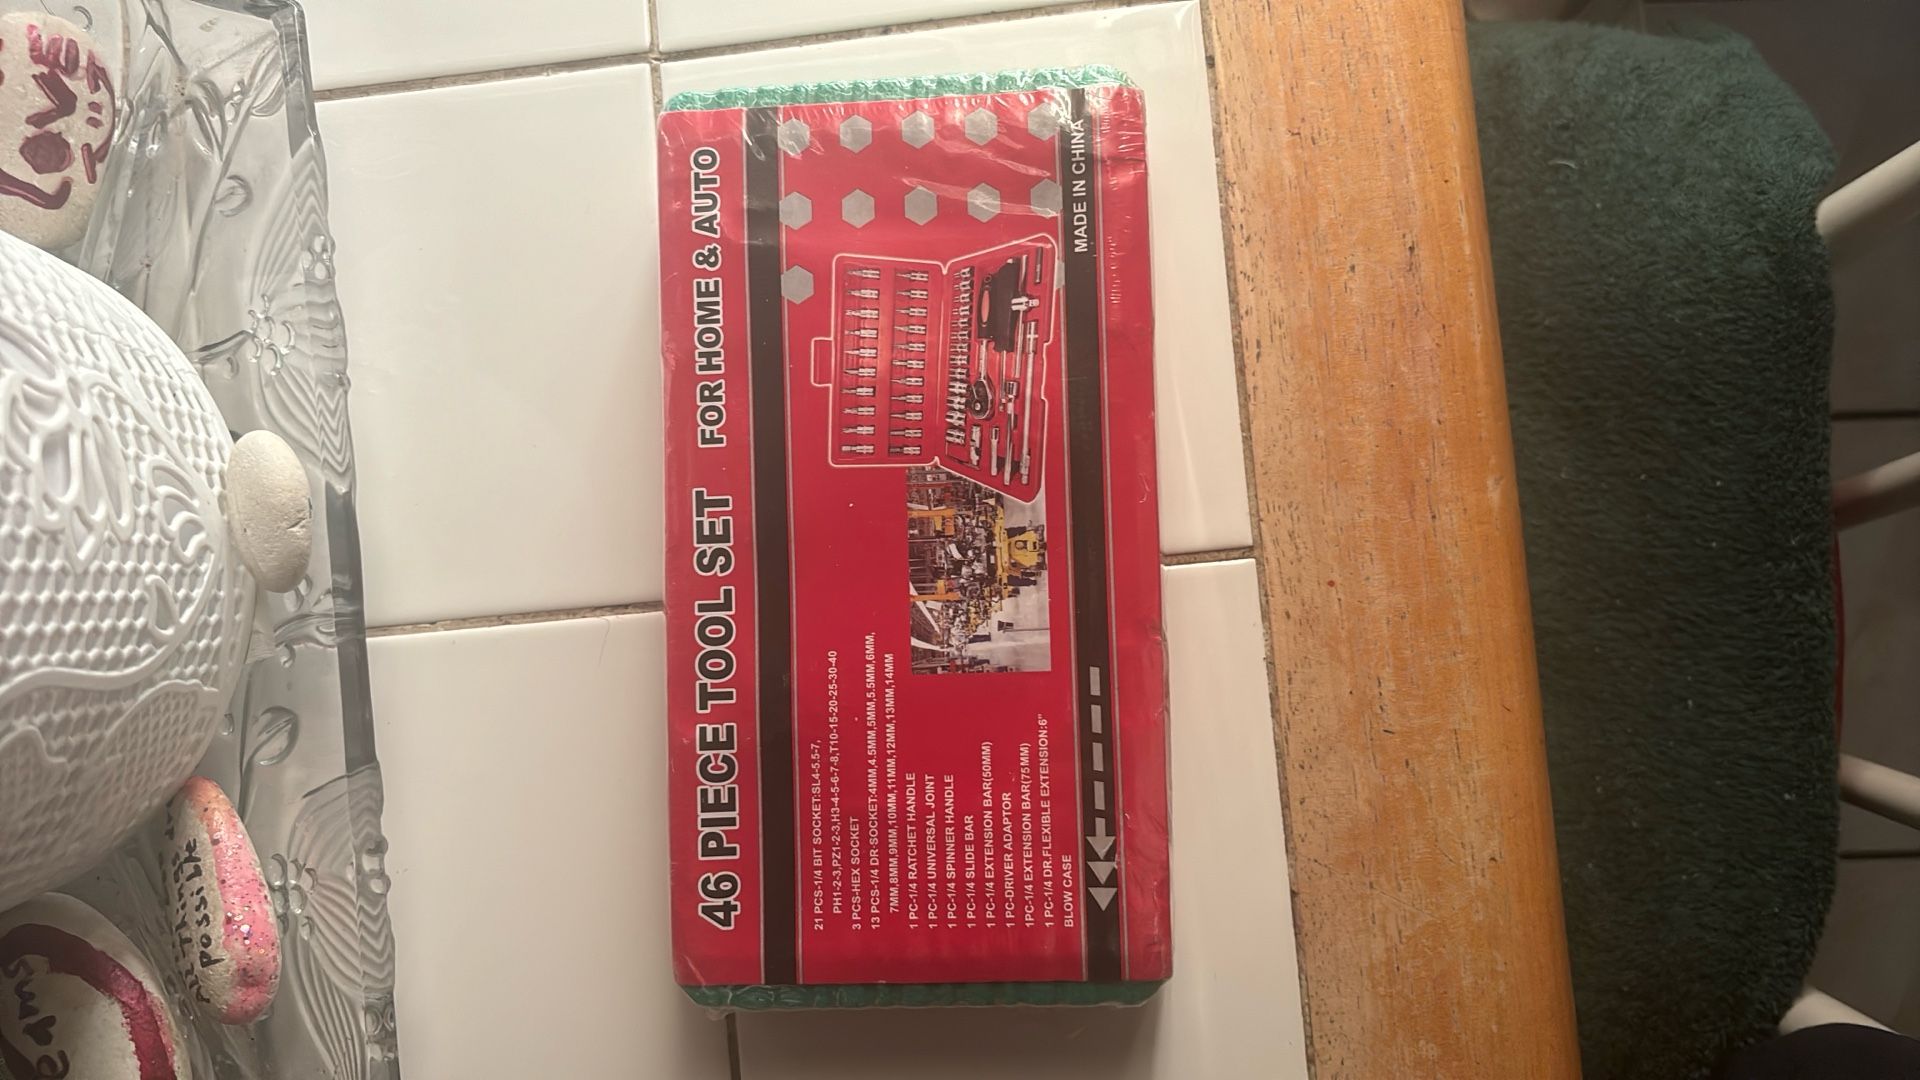 46 PIECE TOOL SET FOR HOME & AUTO
21 PCS-1/4 BIT SOCKET:SL4-5.5-7,
PH1-2-3,PZ1-2-3,H3-4-5-6-7-8,T10-15-20-25-30-40
3 PCS-HEX SOCKET
13 PCS-1/4 DR-SOCKET:4MM,4.5MM,5MM,5.5MM,6MM,
7MM,8MM,9MM,10MM,11MM,12MM,13MM,14MM
1 PC-1/4 RATCHET HANDLE
1 PC-1/4 UNIVERSAL JOINT
1 PC-1/4 SPINNER HANDLE
1 PC-1/4 SLIDE BAR
1 PC-1/4 EXTENSION BAR(50MM)
1 PC-DRIVER ADAPTOR
1PC-1/4 EXTENSION BAR(75MM)
1 PC-1/4 DR.FLEXIBLE EXTENSION:6"
BLOW CASE
MADE IN CHINA
LOVE
All Things
possible